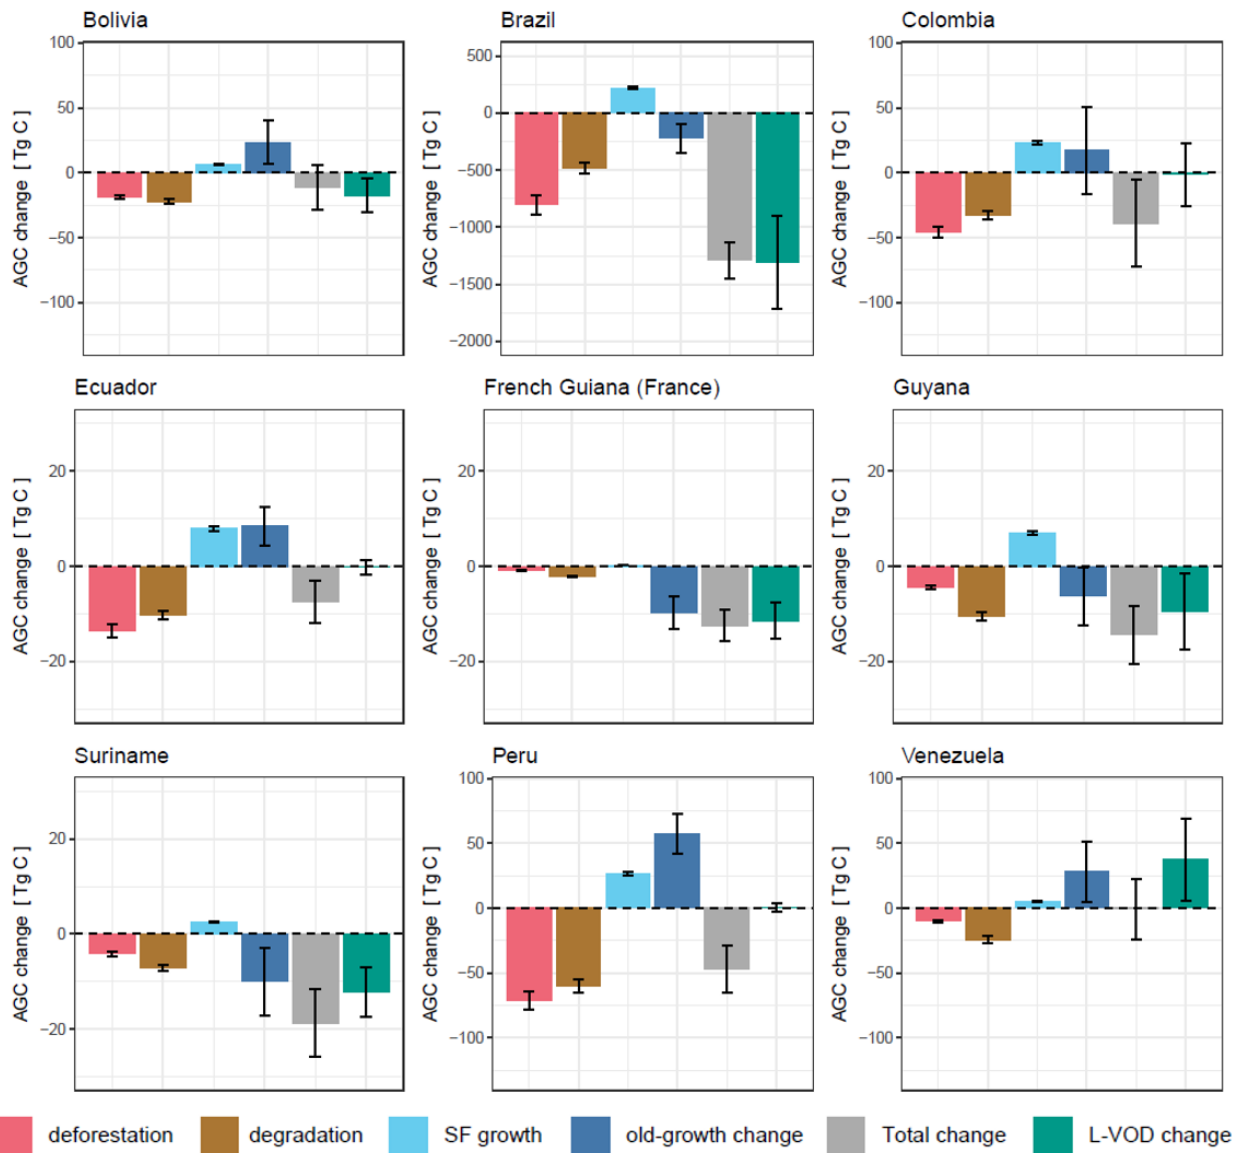 Bolivia
Brazil
Colombia
AGC change [ Tg C ]
100
50
0
−50
−100
AGC change [ Tg C ]
500
0
−500
−1000
−1500
−2000
AGC change [ Tg C ]
100
50
0
−50
−100
Ecuador
French Guiana (France)
Guyana
AGC change [ Tg C ]
20
0
−20
AGC change [ Tg C ]
20
0
−20
AGC change [ Tg C ]
20
0
−20
Suriname
Peru
Venezuela
AGC change [ Tg C ]
20
0
−20
AGC change [ Tg C ]
100
50
0
−50
−100
AGC change [ Tg C ]
100
50
0
−50
−100
deforestation
degradation
SF growth
old-growth change
Total change
L-VOD change